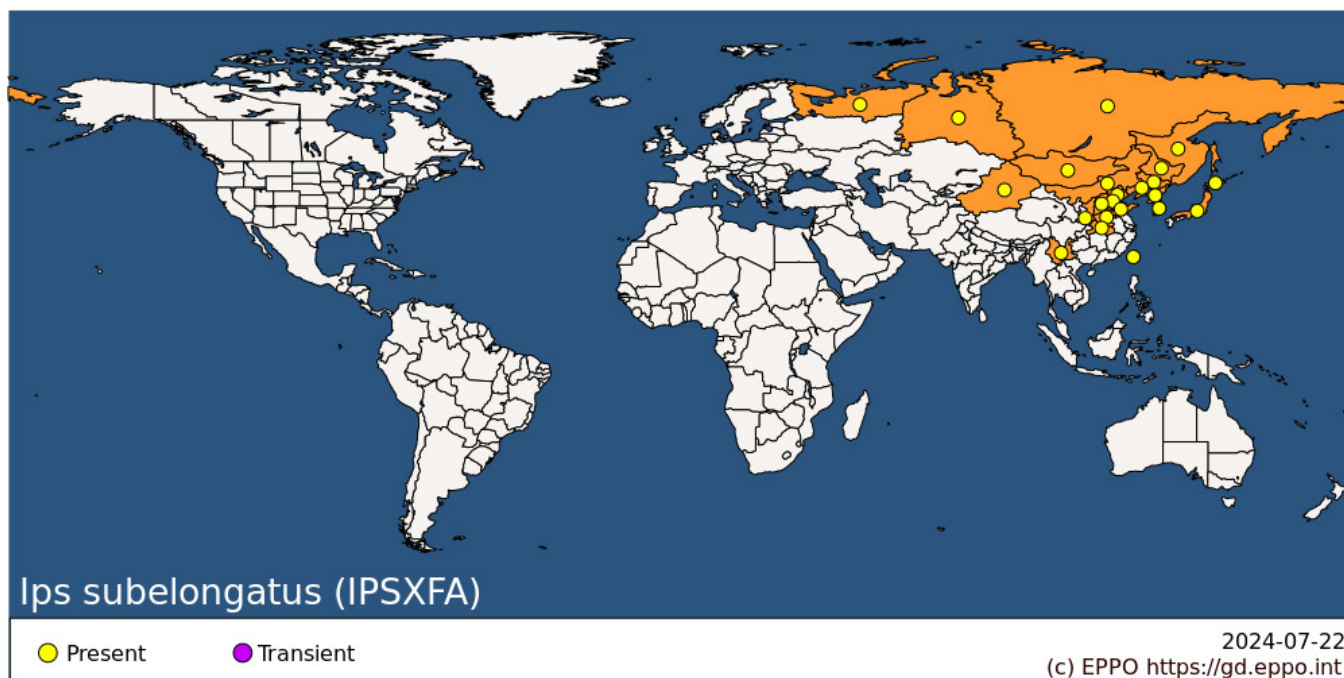 Ips subelongatus (IPSXFA)
Present
Transient
2024-07-22
(c) EPPO https://gd.eppo.int